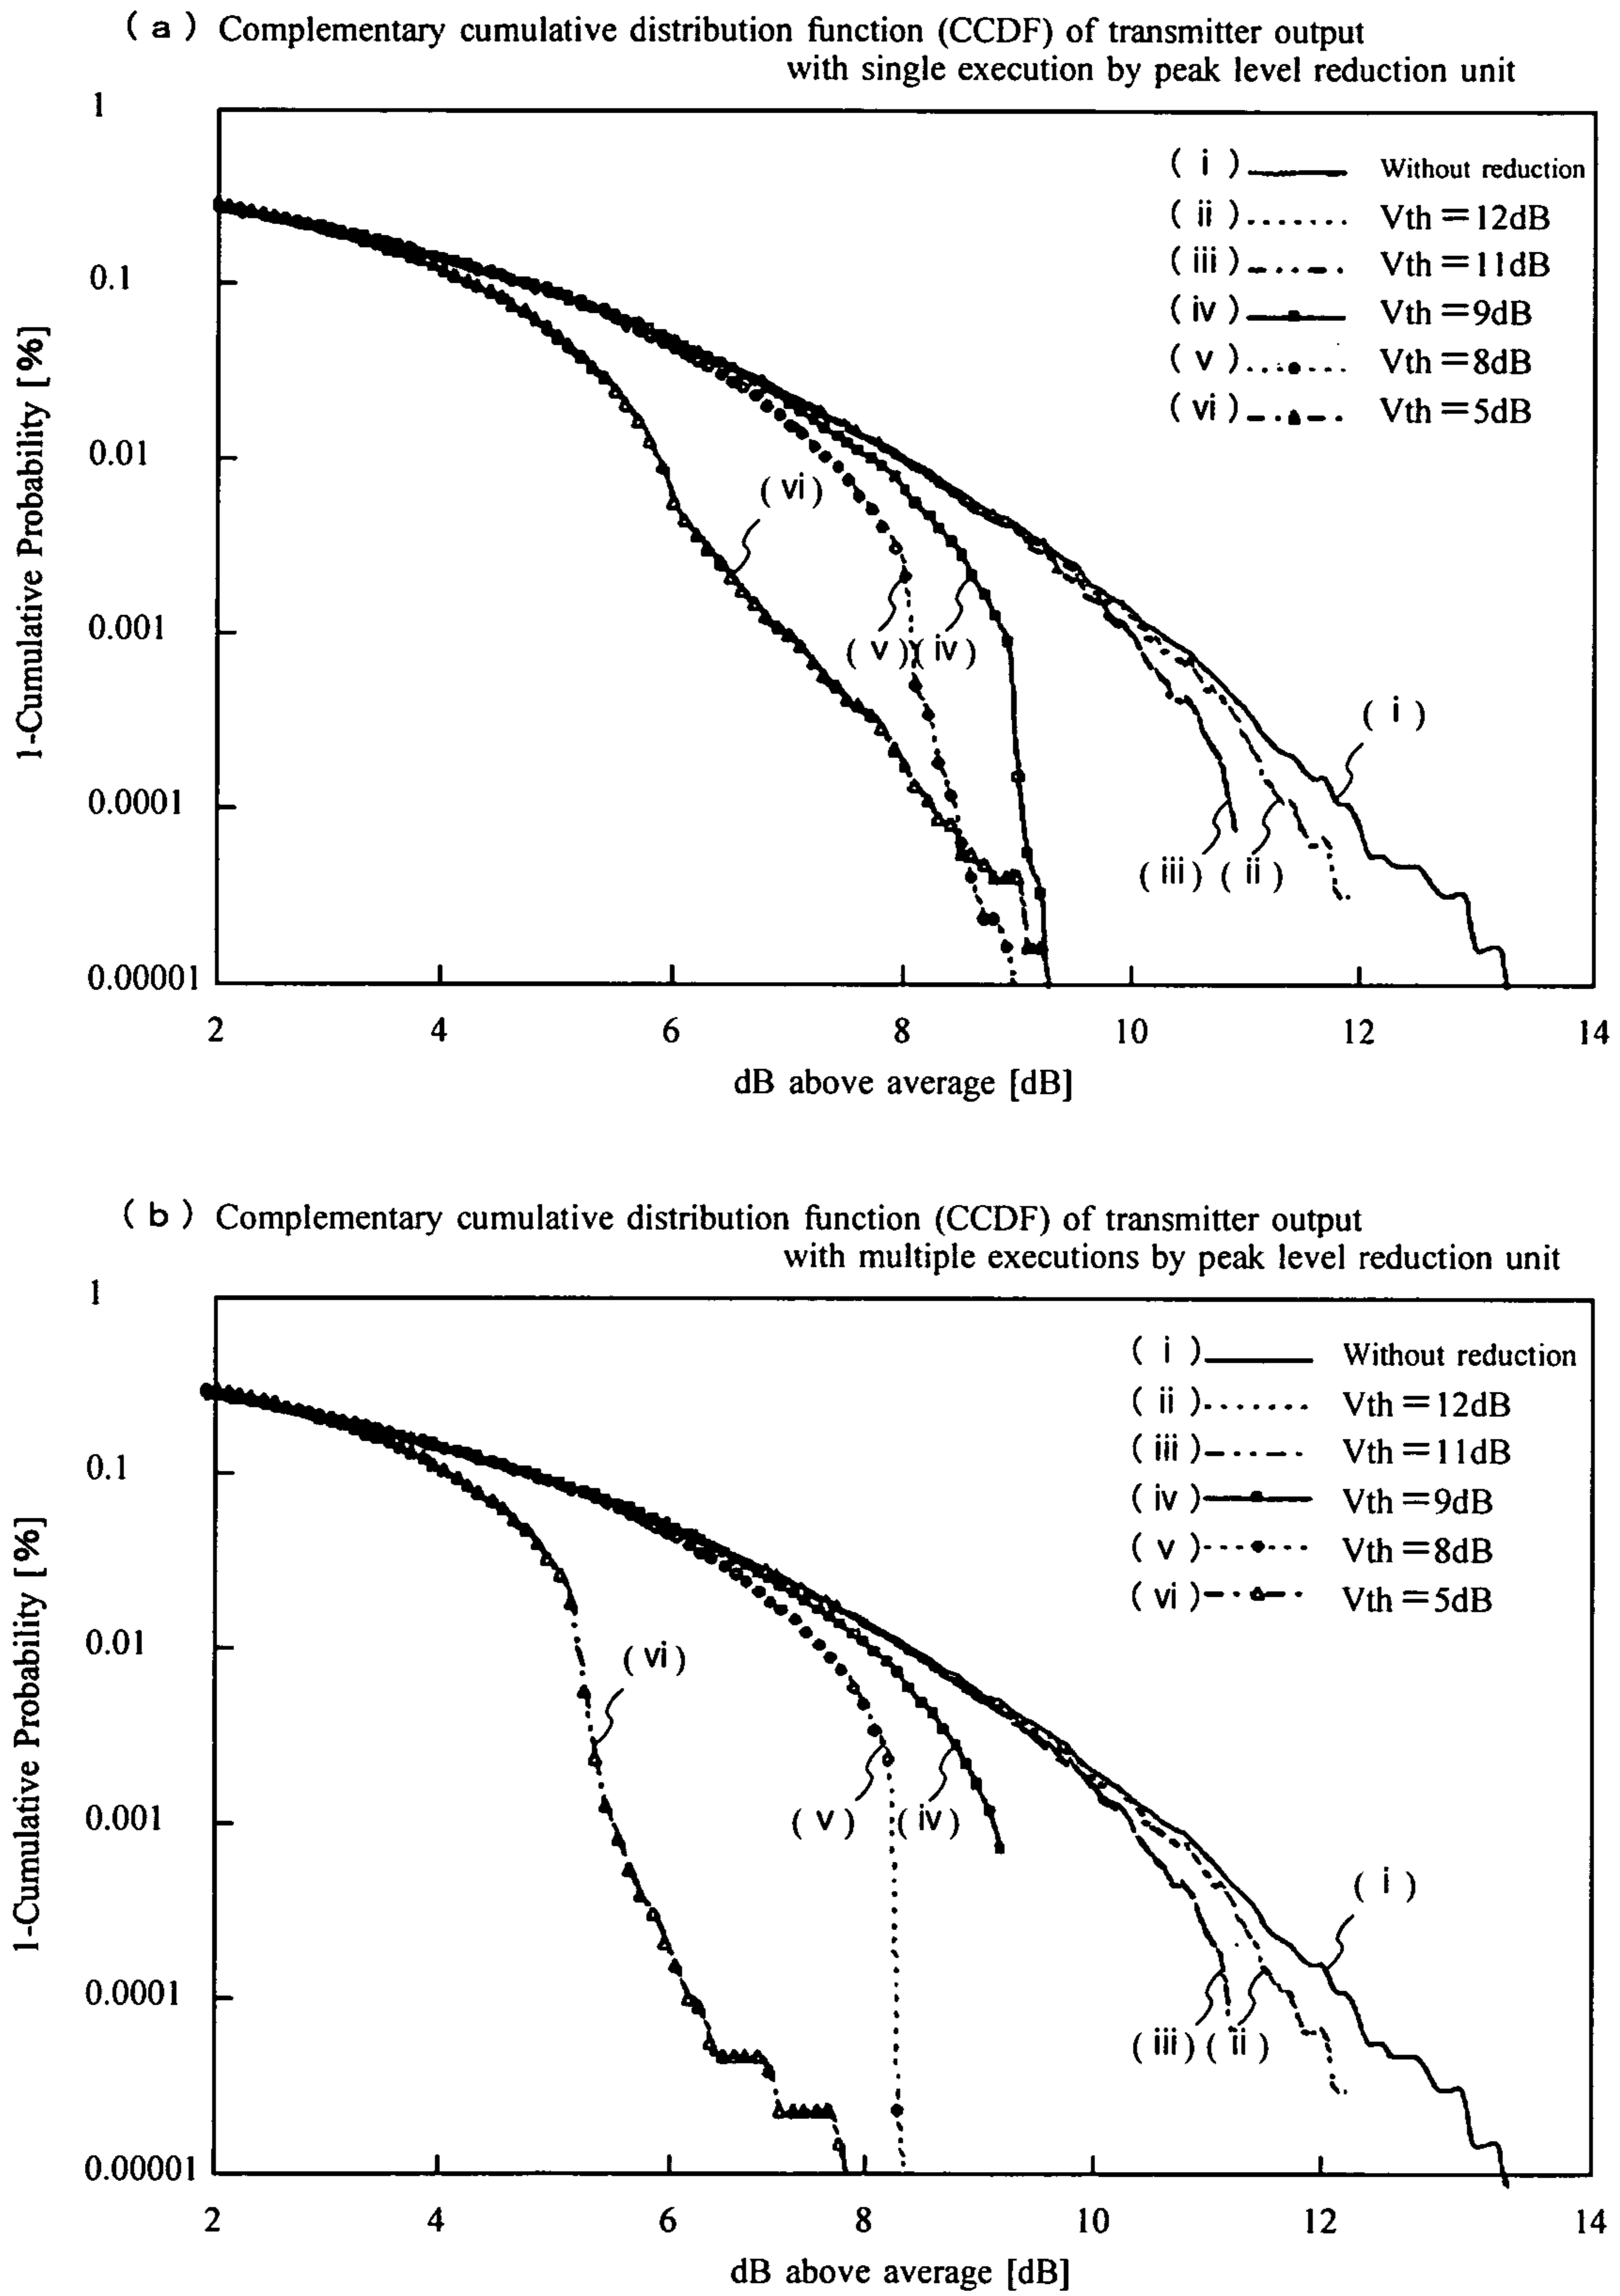 ( a ) Complementary cumulative distribution function (CCDF) of transmitter output
with single execution by peak level reduction unit
1
0.1
0.01
0.001
0.0001
0.00001
1-Cumulative Probability [%]
( i ) Without reduction
( ii ) Vth=12dB
( iii ) Vth=11dB
( iv ) Vth=9dB
( v ) Vth=8dB
( vi ) Vth=5dB
( vi )
( v ) ( iv )
( i )
( iii ) ( ii )
2 4 6 8 10 12 14
dB above average [dB]
( b ) Complementary cumulative distribution function (CCDF) of transmitter output
with multiple executions by peak level reduction unit
1
0.1
0.01
0.001
0.0001
0.00001
1-Cumulative Probability [%]
( i ) Without reduction
( ii ) Vth=12dB
( iii ) Vth=11dB
( iv ) Vth=9dB
( v ) Vth=8dB
( vi ) Vth=5dB
( vi )
( v ) ( iv )
( i )
( iii ) ( ii )
2 4 6 8 10 12 14
dB above average [dB]